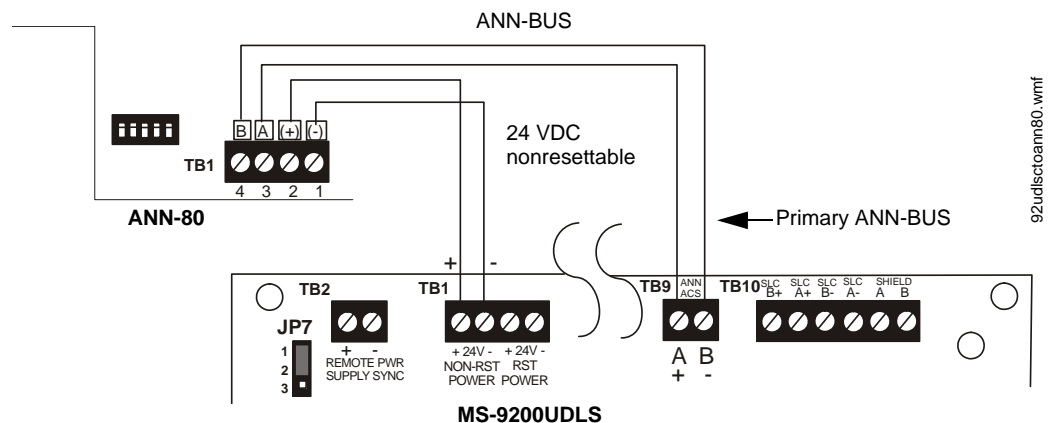 ANN-BUS
B A (+) (-)
TB1
4 3 2 1
ANN-80
24 VDC
nonresettable
Primary ANN-BUS
92udlsctoann80.wmf
+ -
TB2
TB1
TB9
ANN
ACS
TB10
SLC SLC SLC SLC SHIELD
B+ A+ B- A- A B
JP7
1
2
3
+ -
REMOTE PWR
SUPPLY SYNC
+ 24V - + 24V -
NON-RST RST
POWER POWER
A B
+ -
MS-9200UDLS